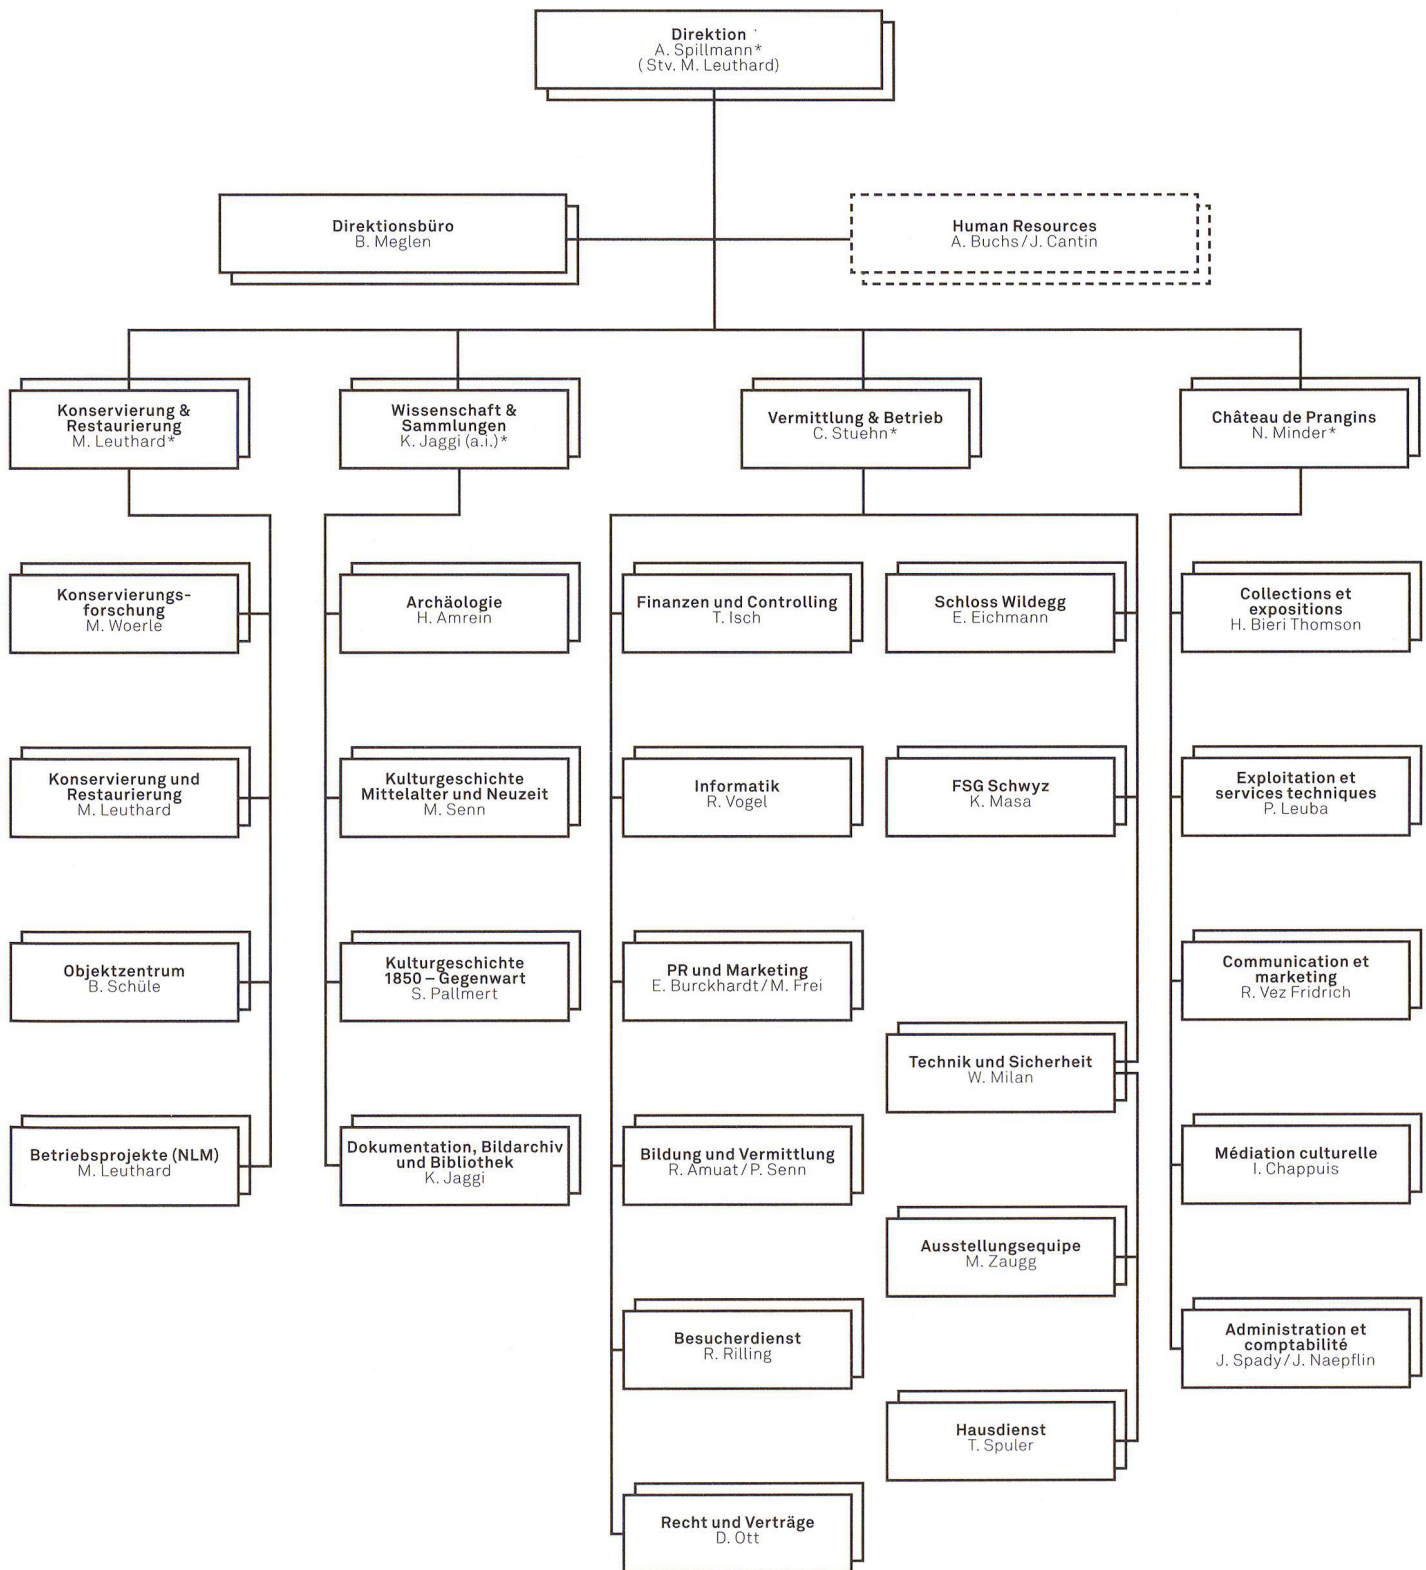 Direktion
A. Spillmann*
(Stv. M. Leuthard)
Direktionsbüro
B. Meglen
Human Resources
A. Buchs/J. Cantin
Konservierung &
Restaurierung
M. Leuthard*
Wissenschaft &
Sammlungen
K. Jaggi (a.i.)*
Vermittlung & Betrieb
C. Stuehn*
Château de Prangins
N. Minder*
Konservierungs-
forschung
M. Woerle
Archäologie
H. Amrein
Finanzen und Controlling
T. Isch
Schloss Wildegg
E. Eichmann
Collections et
expositions
H. Bieri Thomson
Konservierung und
Restaurierung
M. Leuthard
Kulturgeschichte
Mittelalter und Neuzeit
M. Senn
Informatik
R. Vogel
FSG Schwyz
K. Masa
Exploitation et
services techniques
P. Leuba
Objektzentrum
B. Schüle
Kulturgeschichte
1850 – Gegenwart
S. Pallmert
PR und Marketing
E. Burckhardt/M. Frei
Communication et
marketing
R. Vez Fridrich
Technik und Sicherheit
W. Milan
Betriebsprojekte (NLM)
M. Leuthard
Dokumentation, Bildarchiv
und Bibliothek
K. Jaggi
Bildung und Vermittlung
R. Amuat/P. Senn
Médiation culturelle
I. Chappuis
Ausstellungsequipe
M. Zaugg
Besucherdienst
R. Rilling
Administration et
comptabilité
J. Spady/J. Naepflin
Hausdienst
T. Spuler
Recht und Verträge
D. Ott